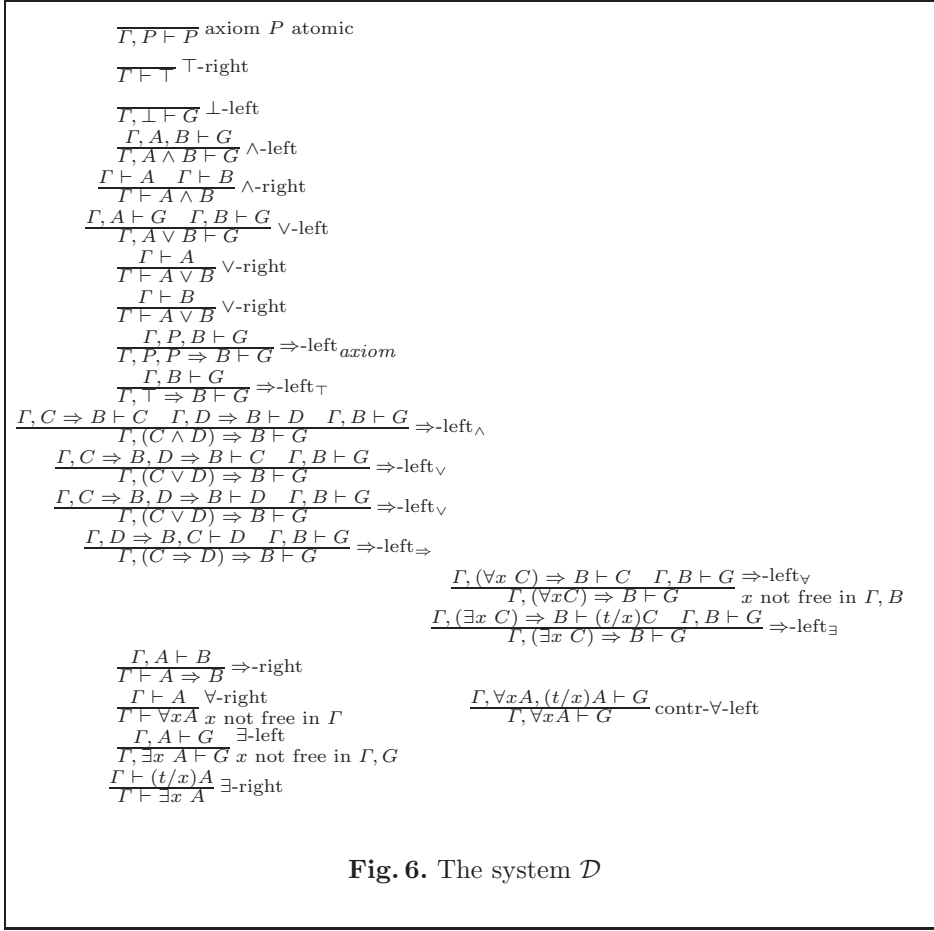 Γ, P ⊢ P axiom P atomic
Γ ⊢ ⊤ ⊤-right
Γ, ⊥ ⊢ G ⊥-left
Γ, A, B ⊢ G
Γ, A ∧ B ⊢ G ∧-left
Γ ⊢ A Γ ⊢ B
Γ ⊢ A ∧ B ∧-right
Γ, A ⊢ G Γ, B ⊢ G
Γ, A ∨ B ⊢ G ∨-left
Γ ⊢ A
Γ ⊢ A ∨ B ∨-right
Γ ⊢ B
Γ ⊢ A ∨ B ∨-right
Γ, P, B ⊢ G
Γ, P, P ⇒ B ⊢ G ⇒-left_axiom
Γ, B ⊢ G
Γ, ⊤ ⇒ B ⊢ G ⇒-left_⊤
Γ, C ⇒ B ⊢ C Γ, D ⇒ B ⊢ D Γ, B ⊢ G
Γ, (C ∧ D) ⇒ B ⊢ G ⇒-left_∧
Γ, C ⇒ B, D ⇒ B ⊢ C Γ, B ⊢ G
Γ, (C ∨ D) ⇒ B ⊢ G ⇒-left_∨
Γ, C ⇒ B, D ⇒ B ⊢ D Γ, B ⊢ G
Γ, (C ∨ D) ⇒ B ⊢ G ⇒-left_∨
Γ, D ⇒ B, C ⊢ D Γ, B ⊢ G
Γ, (C ⇒ D) ⇒ B ⊢ G ⇒-left_⇒
Γ, (∀x C) ⇒ B ⊢ C Γ, B ⊢ G ⇒-left_∀
Γ, (∀xC) ⇒ B ⊢ G x not free in Γ, B
Γ, (∃x C) ⇒ B ⊢ (t/x)C Γ, B ⊢ G
Γ, (∃x C) ⇒ B ⊢ G ⇒-left_∃
Γ, A ⊢ B
Γ ⊢ A ⇒ B ⇒-right
Γ ⊢ A ∀-right
Γ ⊢ ∀xA x not free in Γ
Γ, ∀xA, (t/x)A ⊢ G
Γ, ∀xA ⊢ G contr-∀-left
Γ, A ⊢ G ∃-left
Γ, ∃x A ⊢ G x not free in Γ, G
Γ ⊢ (t/x)A
Γ ⊢ ∃x A ∃-right
Fig. 6. The system 𝒟